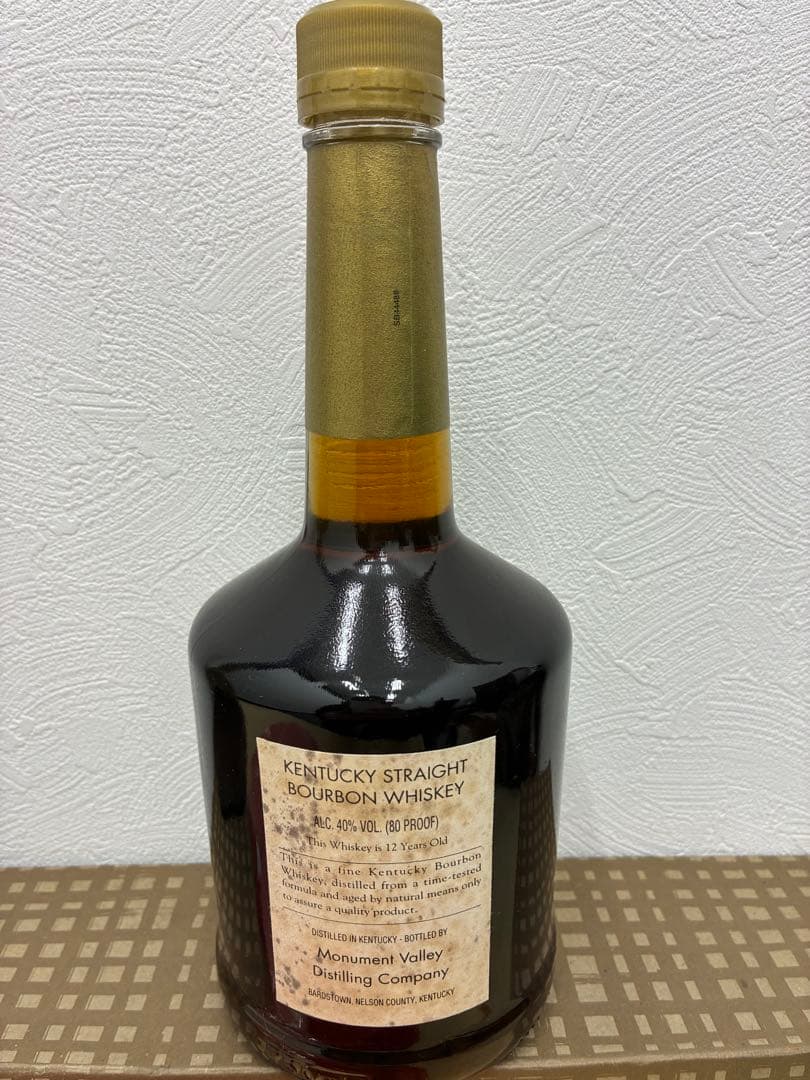 KENTUCKY STRAIGHT
BOURBON WHISKEY
ALC. 40% VOL. (80 PROOF)
This Whiskey is 12 Years Old
This is a fine Kentucky Bourbon
Whiskey, distilled from a time-tested
formula and aged by natural means only
to assure a quality product.
DISTILLED IN KENTUCKY - BOTTLED BY
Monument Valley
Distilling Company
BARDSTOWN, NELSON COUNTY, KENTUCKY